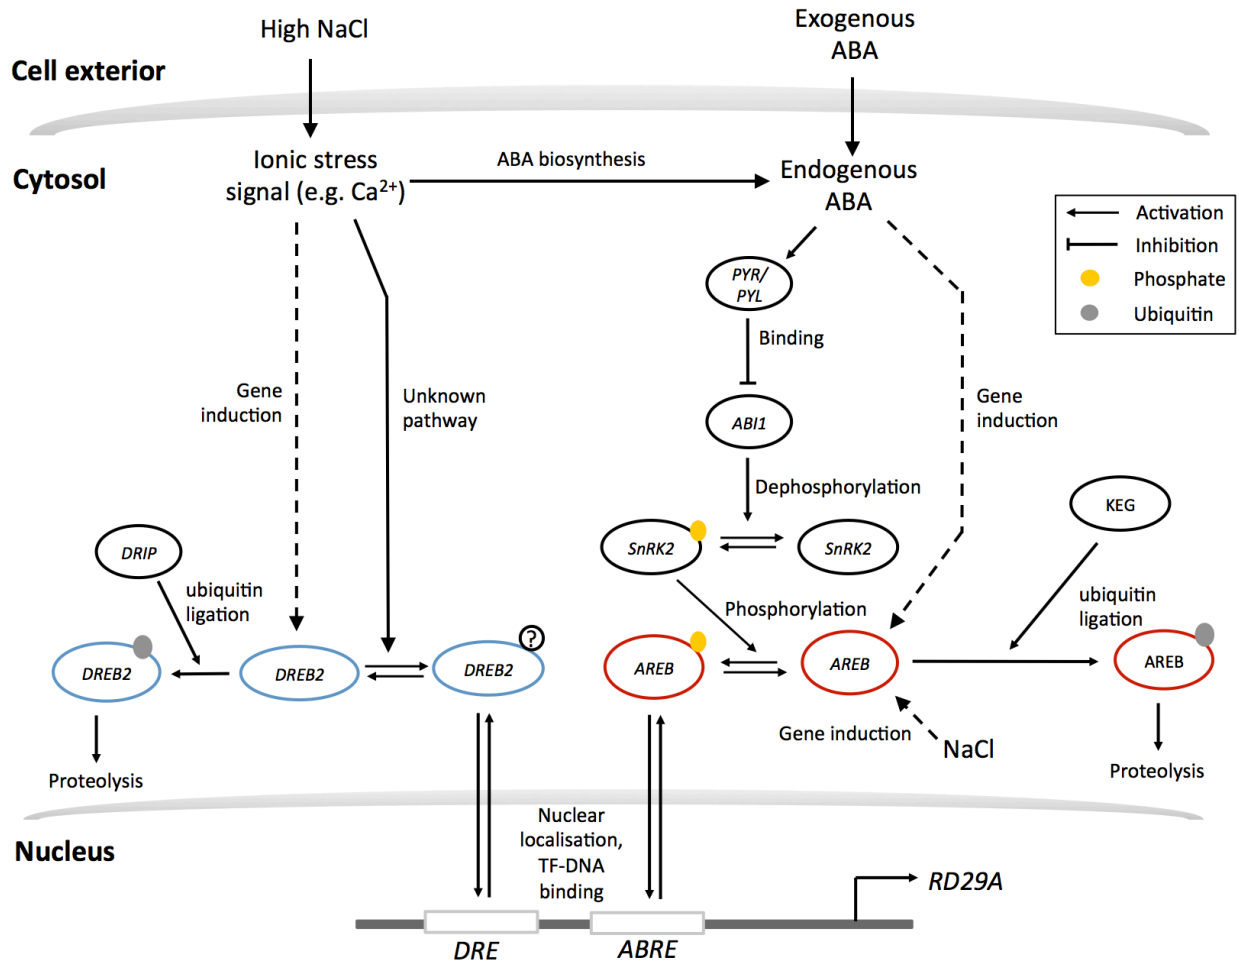 High NaCl
Exogenous
ABA
Cell exterior
Cytosol
Ionic stress
signal (e.g. Ca²⁺)
ABA biosynthesis
Endogenous
ABA
Activation
Inhibition
Phosphate
Ubiquitin
PYR/
PYL
Binding
Gene
induction
Unknown
pathway
ABI1
Gene
induction
Dephosphorylation
KEG
DRIP
SnRK2
SnRK2
ubiquitin
ligation
Phosphorylation
ubiquitin
ligation
?
DREB2
DREB2
DREB2
AREB
AREB
AREB
Gene induction
NaCl
Proteolysis
Proteolysis
Nucleus
Nuclear
localisation,
TF-DNA
binding
RD29A
DRE
ABRE